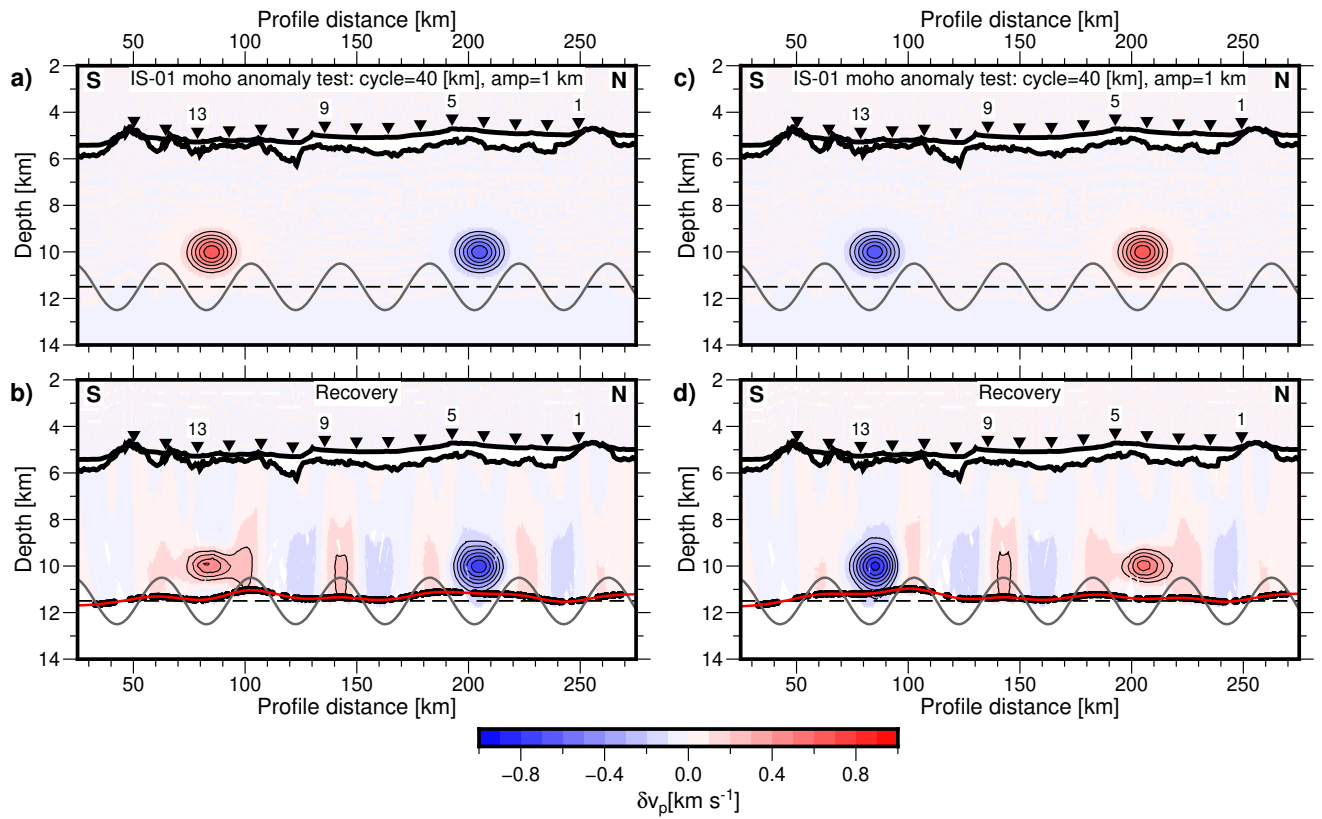 Profile distance [km]
50 100 150 200 250
a) S IS-01 moho anomaly test: cycle=40 [km], amp=1 km N
13 9 5 1
Depth [km]
2
4
6
8
10
12
14
b) S Recovery N
13 9 5 1
Depth [km]
2
4
6
8
10
12
14
50 100 150 200 250
Profile distance [km]
Profile distance [km]
50 100 150 200 250
c) S IS-01 moho anomaly test: cycle=40 [km], amp=1 km N
13 9 5 1
Depth [km]
2
4
6
8
10
12
14
d) S Recovery N
13 9 5 1
Depth [km]
2
4
6
8
10
12
14
50 100 150 200 250
Profile distance [km]
−0.8 −0.4 0.0 0.4 0.8
δvp[km s-1]